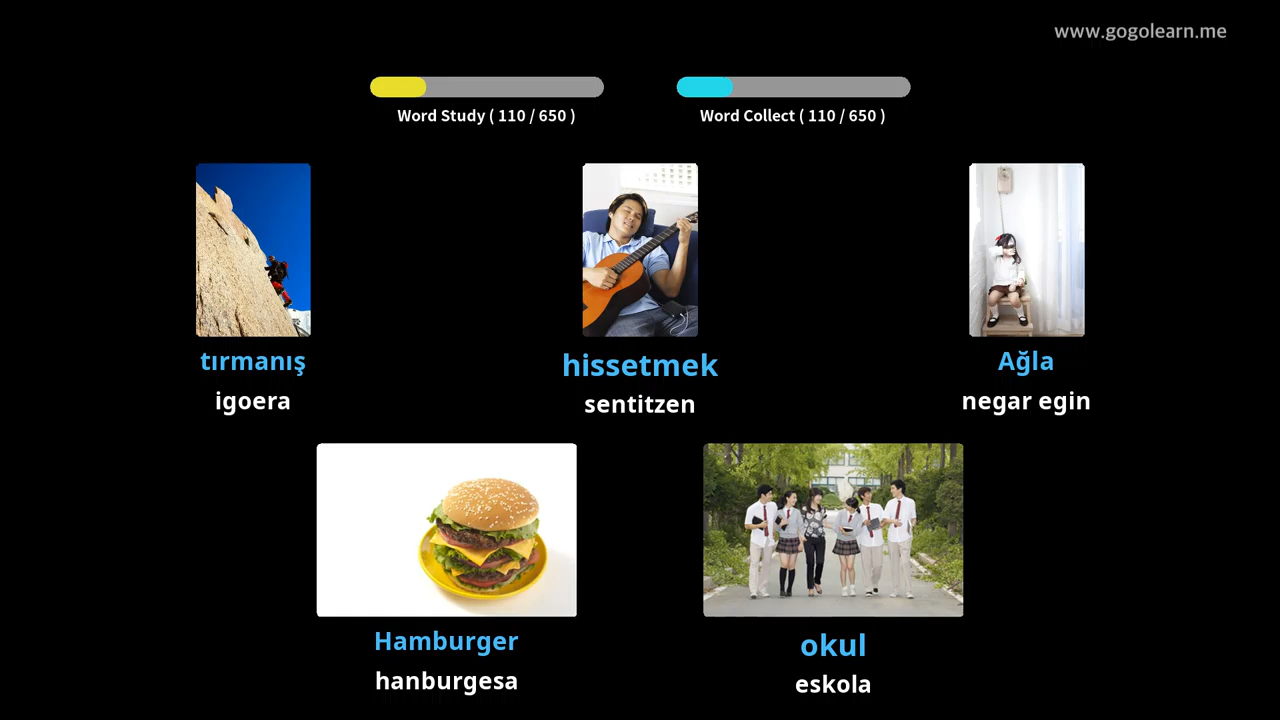 www.gogolearn.me
Word Study ( 110 / 650 )
Word Collect ( 110 / 650 )
tırmanış
igoera
hissetmek
sentitzen
Ağla
negar egin
Hamburger
hanburgesa
okul
eskola